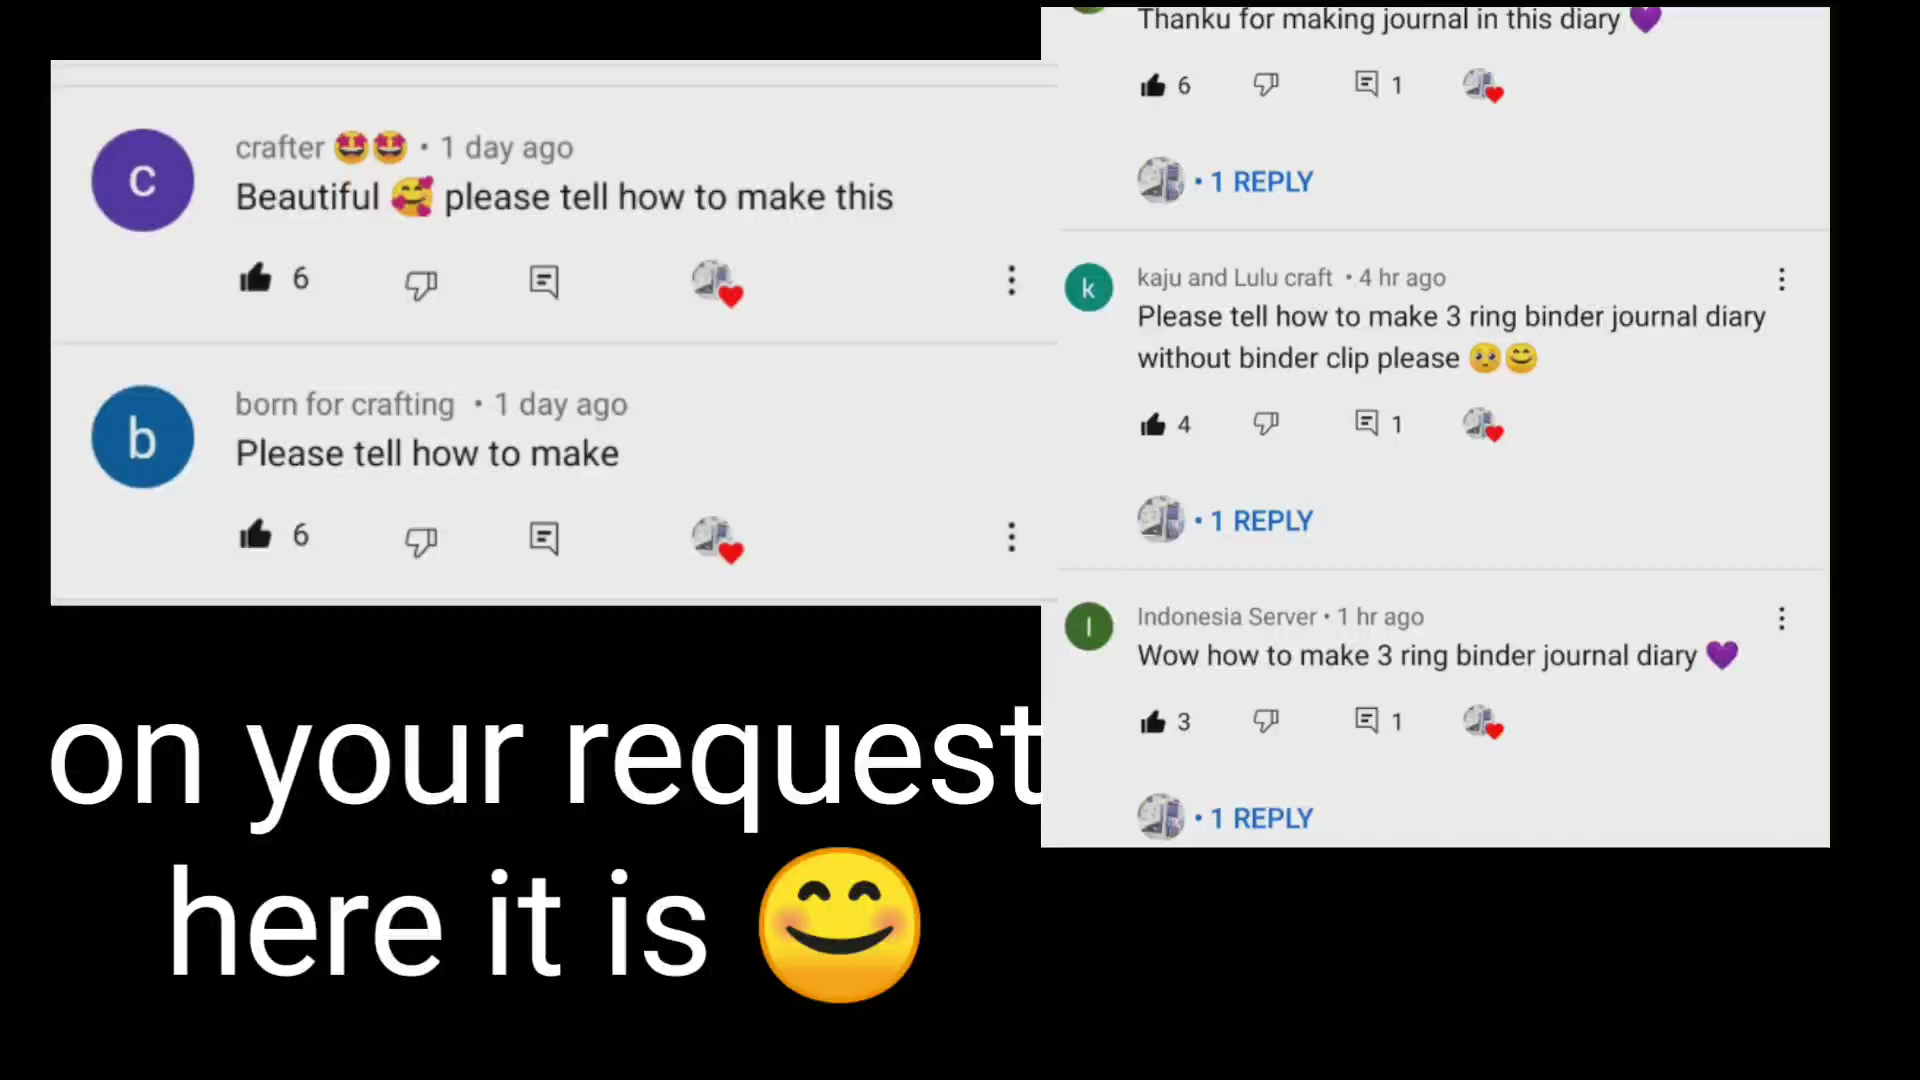 crafter 🤩🤩 • 1 day ago
Beautiful 🥰 please tell how to make this
6
born for crafting • 1 day ago
Please tell how to make
6
Thanku for making journal in this diary 💜
6 1
• 1 REPLY
kaju and Lulu craft • 4 hr ago
Please tell how to make 3 ring binder journal diary
without binder clip please 🥺😊
4 1
• 1 REPLY
Indonesia Server • 1 hr ago
Wow how to make 3 ring binder journal diary 💜
3 1
• 1 REPLY
on your request
here it is 😊
c
b
k
I